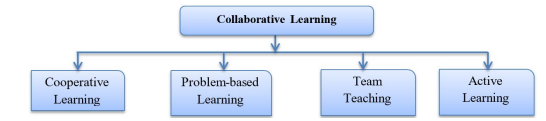 Collaborative Learning
Cooperative
Learning
Problem-based
Learning
Team
Teaching
Active
Learning